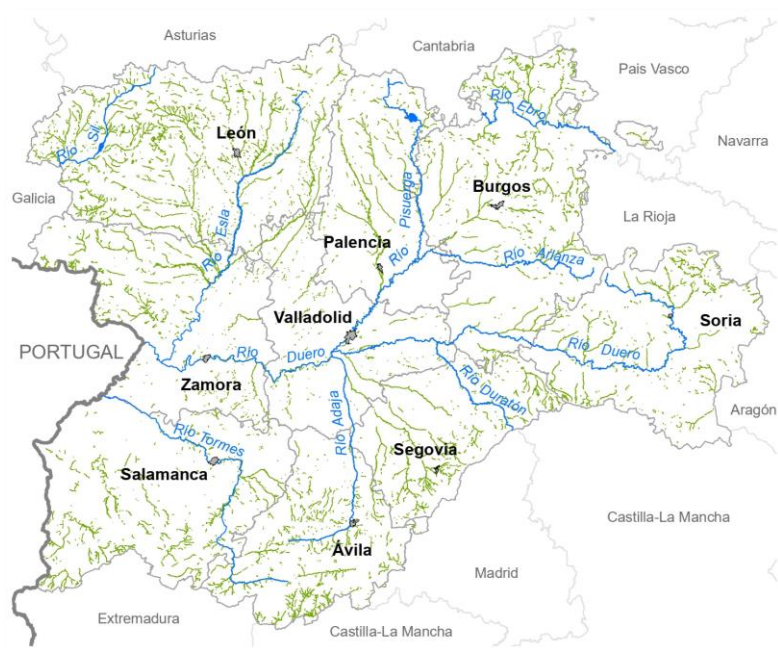 Asturias
Cantabria
Pais Vasco
Río Ebro
Río Sil
León
Navarra
Burgos
Galicia
Río Pisuerga
La Rioja
Río Esla
Palencia
Río Arlanza
Valladolid
Soria
PORTUGAL
Río Duero
Río Duero
Zamora
Río Duratón
Aragón
Río Adaja
Río Tormes
Segovia
Salamanca
Castilla-La Mancha
Ávila
Madrid
Extremadura
Castilla-La Mancha